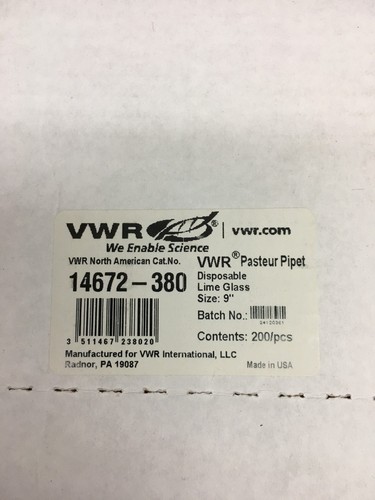 VWR® | vwr.com
We Enable Science
VWR North American Cat.No.
14672-380
VWR® Pasteur Pipet
Disposable
Lime Glass
Size: 9"
Batch No.:
Contents: 200/pcs
3 511467 238020
Manufactured for VWR International, LLC
Radnor, PA 19087
Made in USA